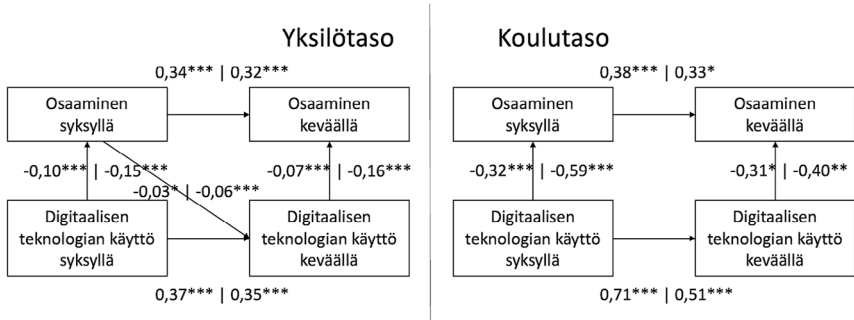 Yksilötaso
0,34*** | 0,32***
Osaaminen
syksyllä
Osaaminen
keväällä
-0,10*** | -0,15***
-0,07*** | -0,16***
-0,03* | -0,06***
Digitaalisen
teknologian käyttö
syksyllä
Digitaalisen
teknologian käyttö
keväällä
0,37*** | 0,35***
Koulutaso
0,38*** | 0,33*
Osaaminen
syksyllä
Osaaminen
keväällä
-0,32*** | -0,59***
-0,31* | -0,40**
Digitaalisen
teknologian käyttö
syksyllä
Digitaalisen
teknologian käyttö
keväällä
0,71*** | 0,51***